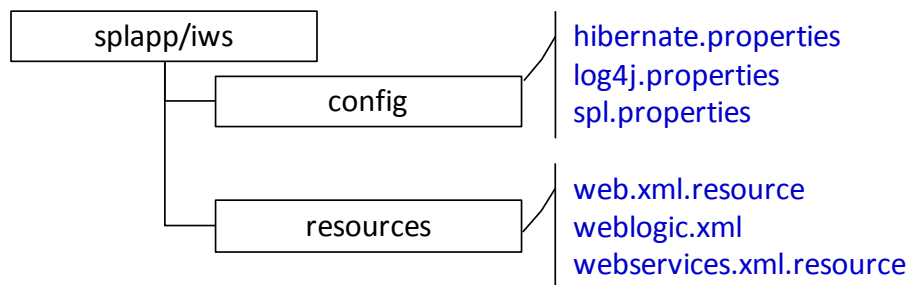 splapp/iws
config
hibernate.properties
log4j.properties
spl.properties
resources
web.xml.resource
weblogic.xml
webservices.xml.resource